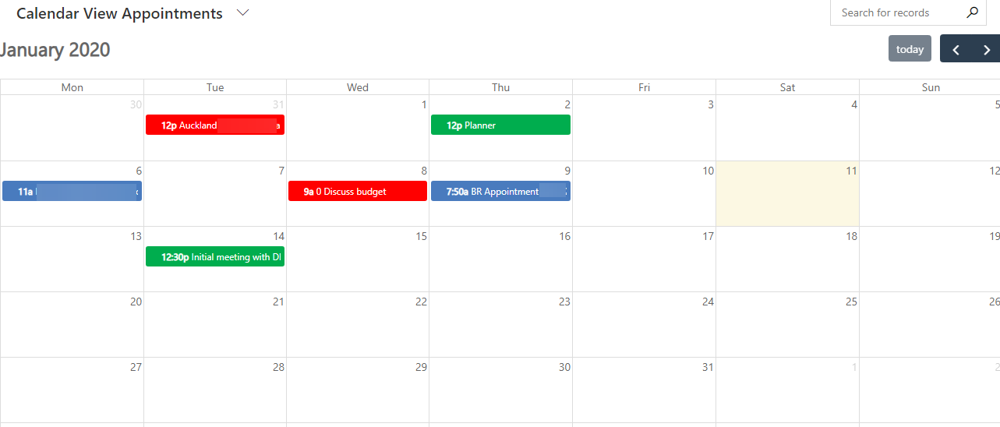 Calendar View Appointments
Search for records
January 2020
today
Mon Tue Wed Thu Fri Sat Sun
30 31 1 2 3 4 5
12p Auckland
12p Planner
6 7 8 9 10 11 12
11a
9a 0 Discuss budget
7:50a BR Appointment
13 14 15 16 17 18 19
12:30p Initial meeting with DI
20 21 22 23 24 25 26
27 28 29 30 31 1 2